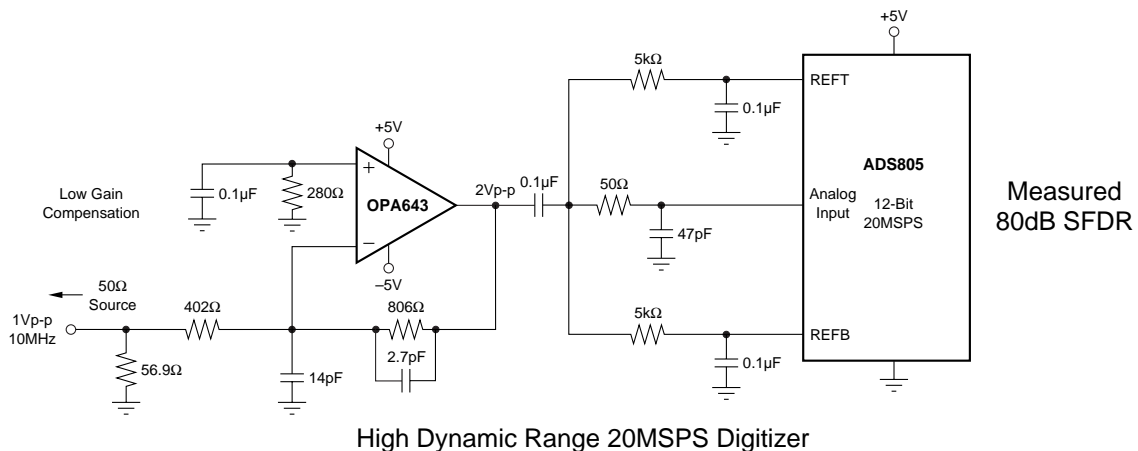 +5V
5kΩ
REFT
0.1µF
+5V
ADS805
Low Gain
Compensation
0.1µF
280Ω
+
OPA643
2Vp-p
0.1µF
50Ω
Analog
Input
12-Bit
20MSPS
Measured
80dB SFDR
47pF
−
–5V
50Ω
Source
1Vp-p
10MHz
402Ω
806Ω
5kΩ
REFB
56.9Ω
14pF
2.7pF
0.1µF
High Dynamic Range 20MSPS Digitizer